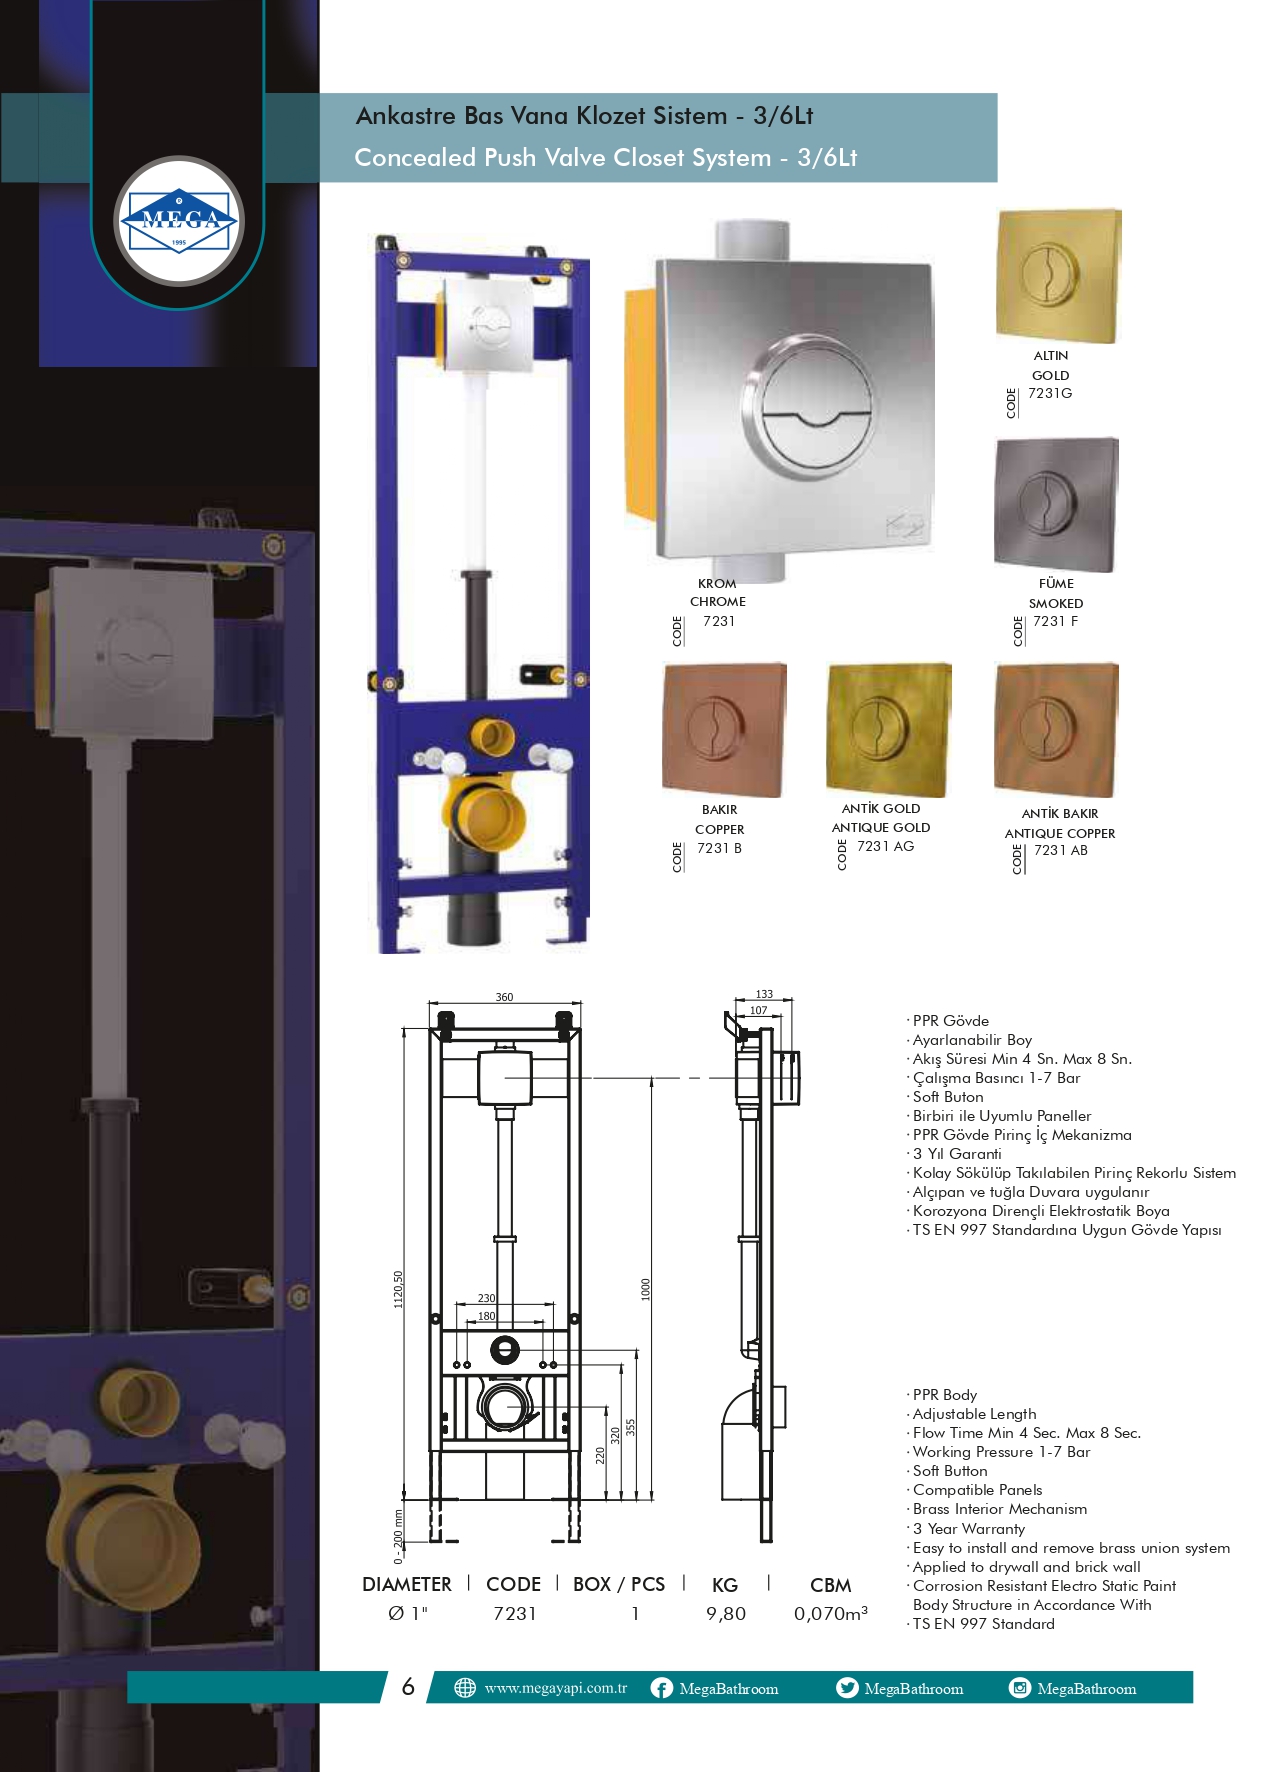 Ankastre Bas Vana Klozet Sistem - 3/6Lt
Concealed Push Valve Closet System - 3/6Lt
MEGA
1995
ALTIN
GOLD
CODE
7231G
KROM
CHROME
CODE
7231
FÜME
SMOKED
CODE
7231 F
BAKIR
COPPER
CODE
7231 B
ANTİK GOLD
ANTIQUE GOLD
CODE
7231 AG
ANTİK BAKIR
ANTIQUE COPPER
CODE
7231 AB
360
133
107
1120,50
1000
230
180
355
320
220
0 - 200 mm
· PPR Gövde
· Ayarlanabilir Boy
· Akış Süresi Min 4 Sn. Max 8 Sn.
· Çalışma Basıncı 1-7 Bar
· Soft Buton
· Birbiri ile Uyumlu Paneller
· PPR Gövde Pirinç İç Mekanizma
· 3 Yıl Garanti
· Kolay Sökülüp Takılabilen Pirinç Rekorlu Sistem
· Alçıpan ve tuğla Duvara uygulanır
· Korozyona Dirençli Elektrostatik Boya
· TS EN 997 Standardına Uygun Gövde Yapısı
· PPR Body
· Adjustable Length
· Flow Time Min 4 Sec. Max 8 Sec.
· Working Pressure 1-7 Bar
· Soft Button
· Compatible Panels
· Brass Interior Mechanism
· 3 Year Warranty
· Easy to install and remove brass union system
· Applied to drywall and brick wall
· Corrosion Resistant Electro Static Paint
Body Structure in Accordance With
· TS EN 997 Standard
DIAMETER | CODE | BOX / PCS | KG | CBM
Ø 1" 7231 1 9,80 0,070m³
6 www.megayapi.com.tr MegaBathroom MegaBathroom MegaBathroom